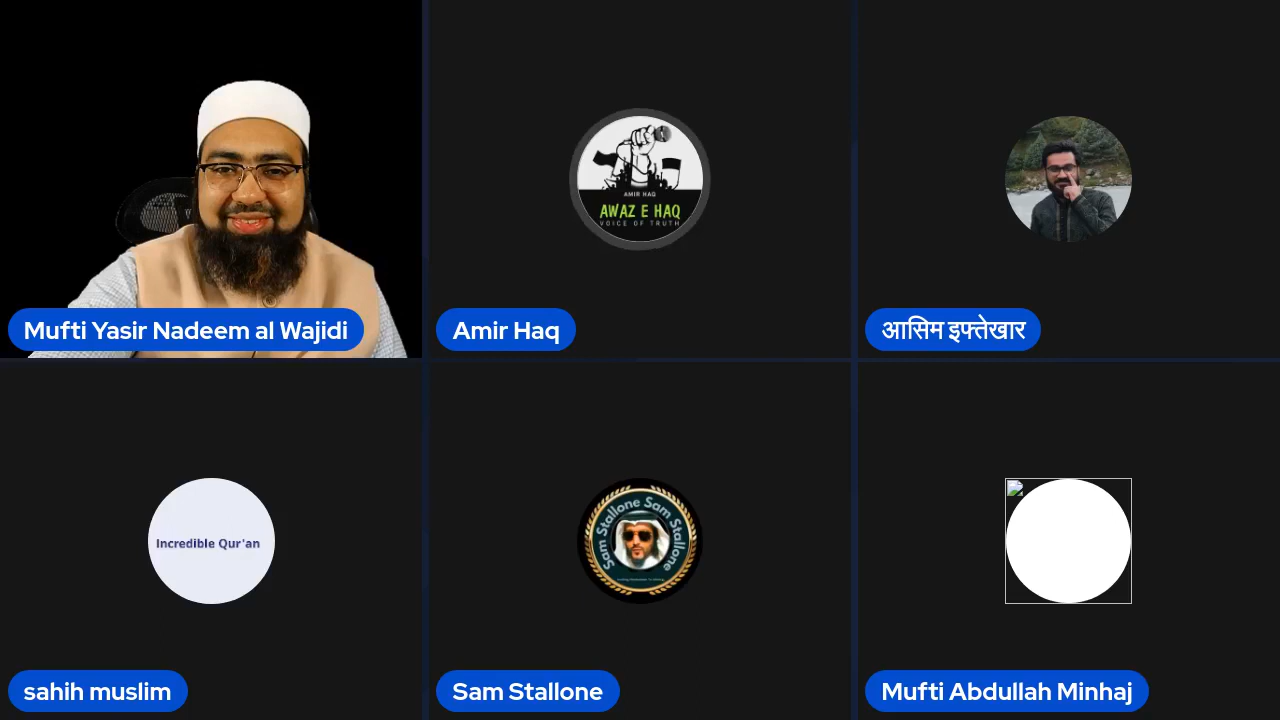 AMIR HAQ
AWAZ E HAQ
VOICE OF TRUTH
Mufti Yasir Nadeem al Wajidi
Amir Haq
आसिम इफ्तेखार
Incredible Qur'an
Sam Stallone Sam Stallone
sahih muslim
Sam Stallone
Mufti Abdullah Minhaj